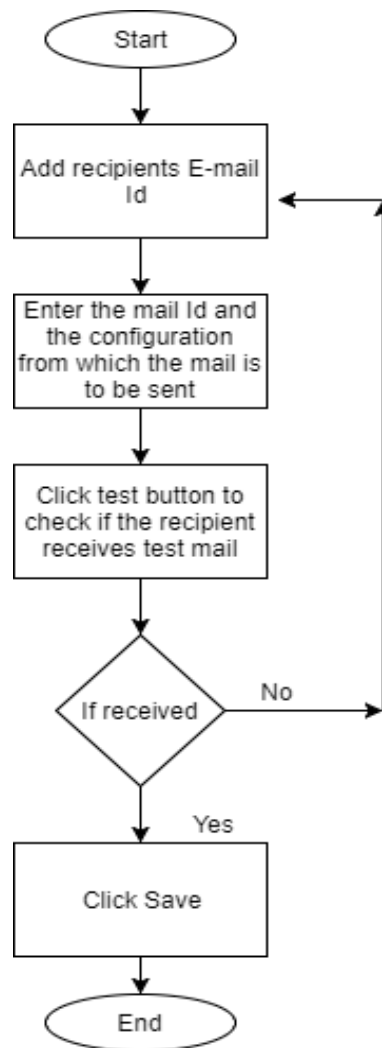 Start
Add recipients E-mail
Id
Enter the mail Id and
the configuration
from which the mail is
to be sent
Click test button to
check if the recipient
receives test mail
If received
No
Yes
Click Save
End